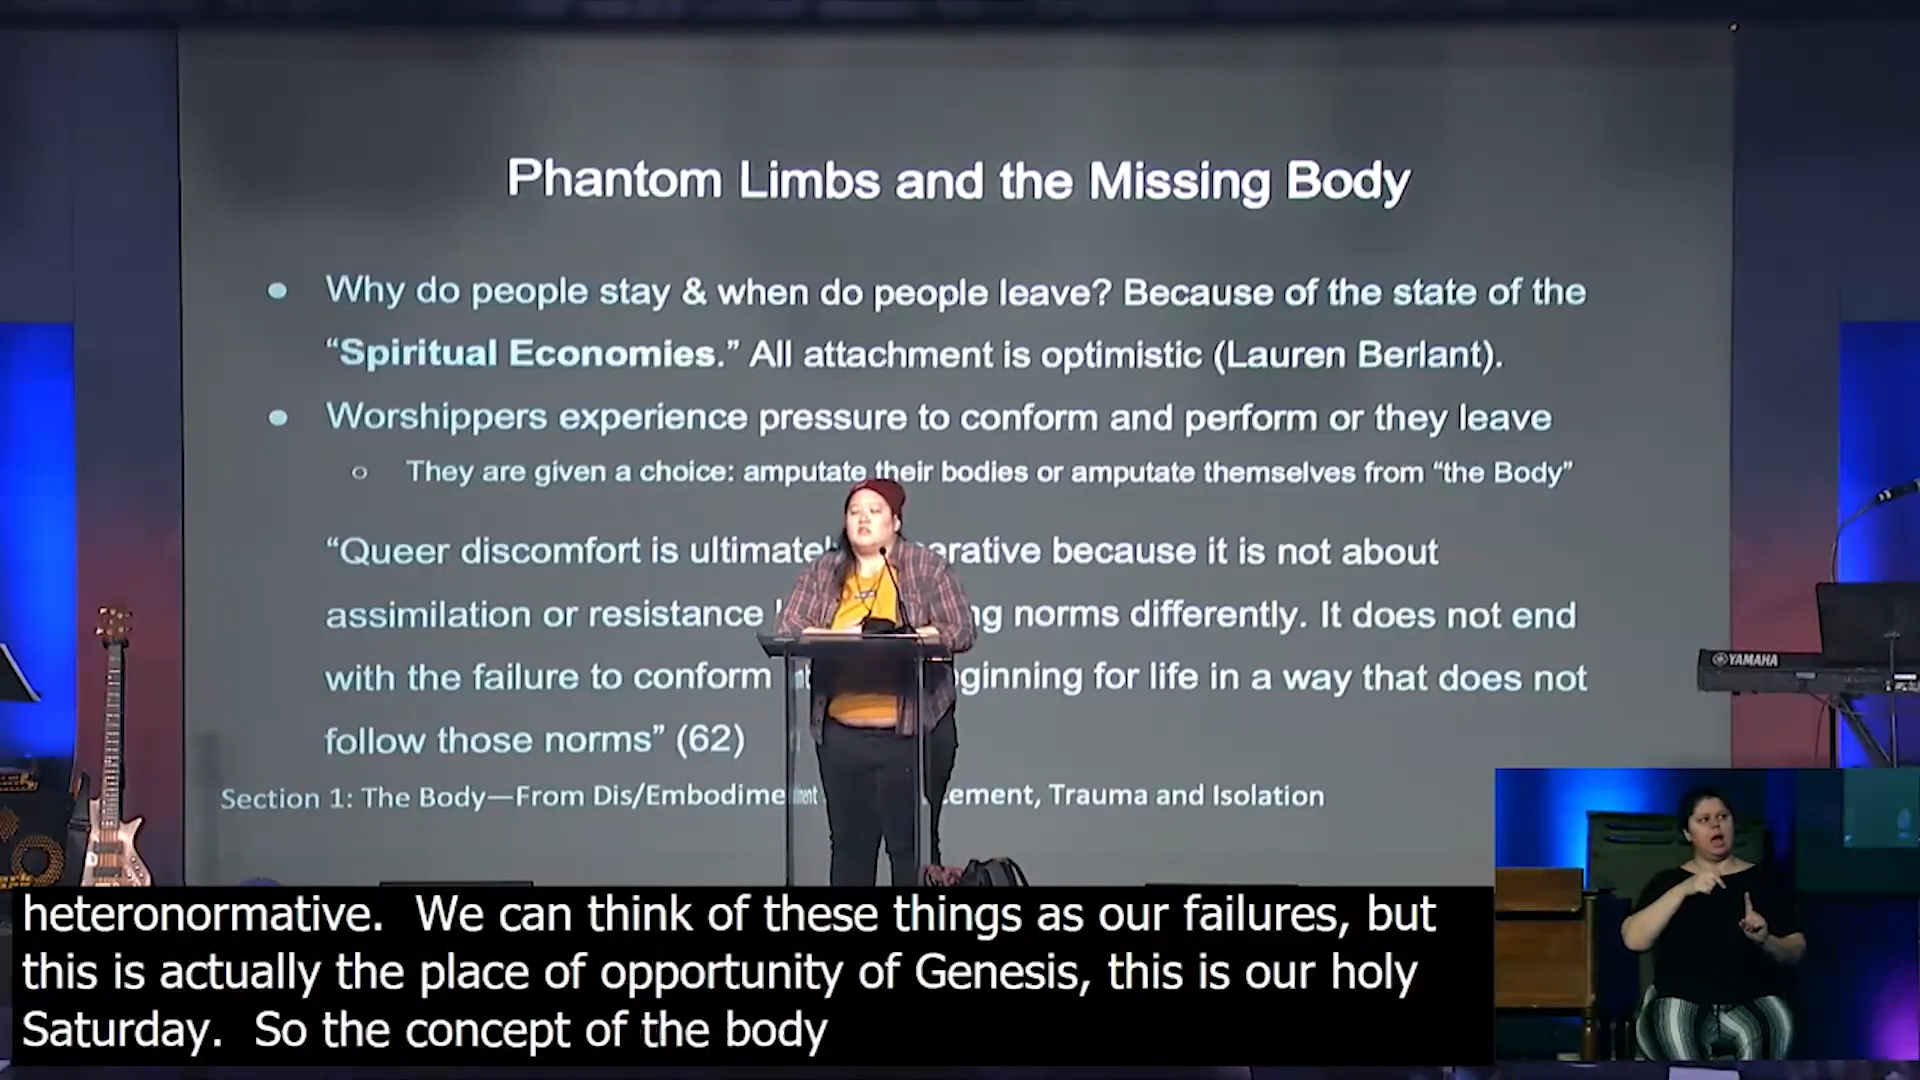 Phantom Limbs and the Missing Body
Why do people stay & when do people leave? Because of the state of the
“Spiritual Economies.” All attachment is optimistic (Lauren Berlant).
Worshippers experience pressure to conform and perform or they leave
They are given a choice: amputate their bodies or amputate themselves from “the Body”
“Queer discomfort is because it is not about
assimilation or resistance norms differently. It does not end
with the failure to conform for life in a way that does not
follow those norms” (62)
Section 1: The Body—From Trauma and Isolation
YAMAHA
heteronormative. We can think of these things as our failures, but
this is actually the place of opportunity of Genesis, this is our holy
Saturday. So the concept of the body